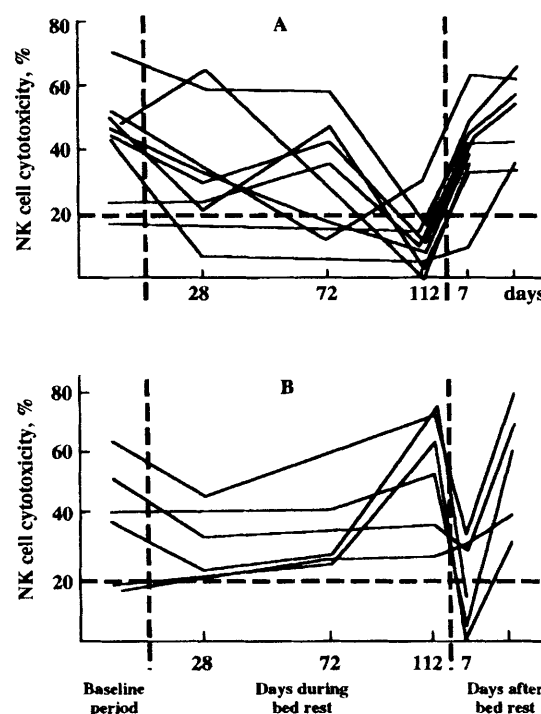 A
NK cell cytotoxicity, %
80
60
40
20
28 72 112 7 days
B
NK cell cytotoxicity, %
80
60
40
20
28 72 112 7
Baseline period
Days during bed rest
Days after bed rest